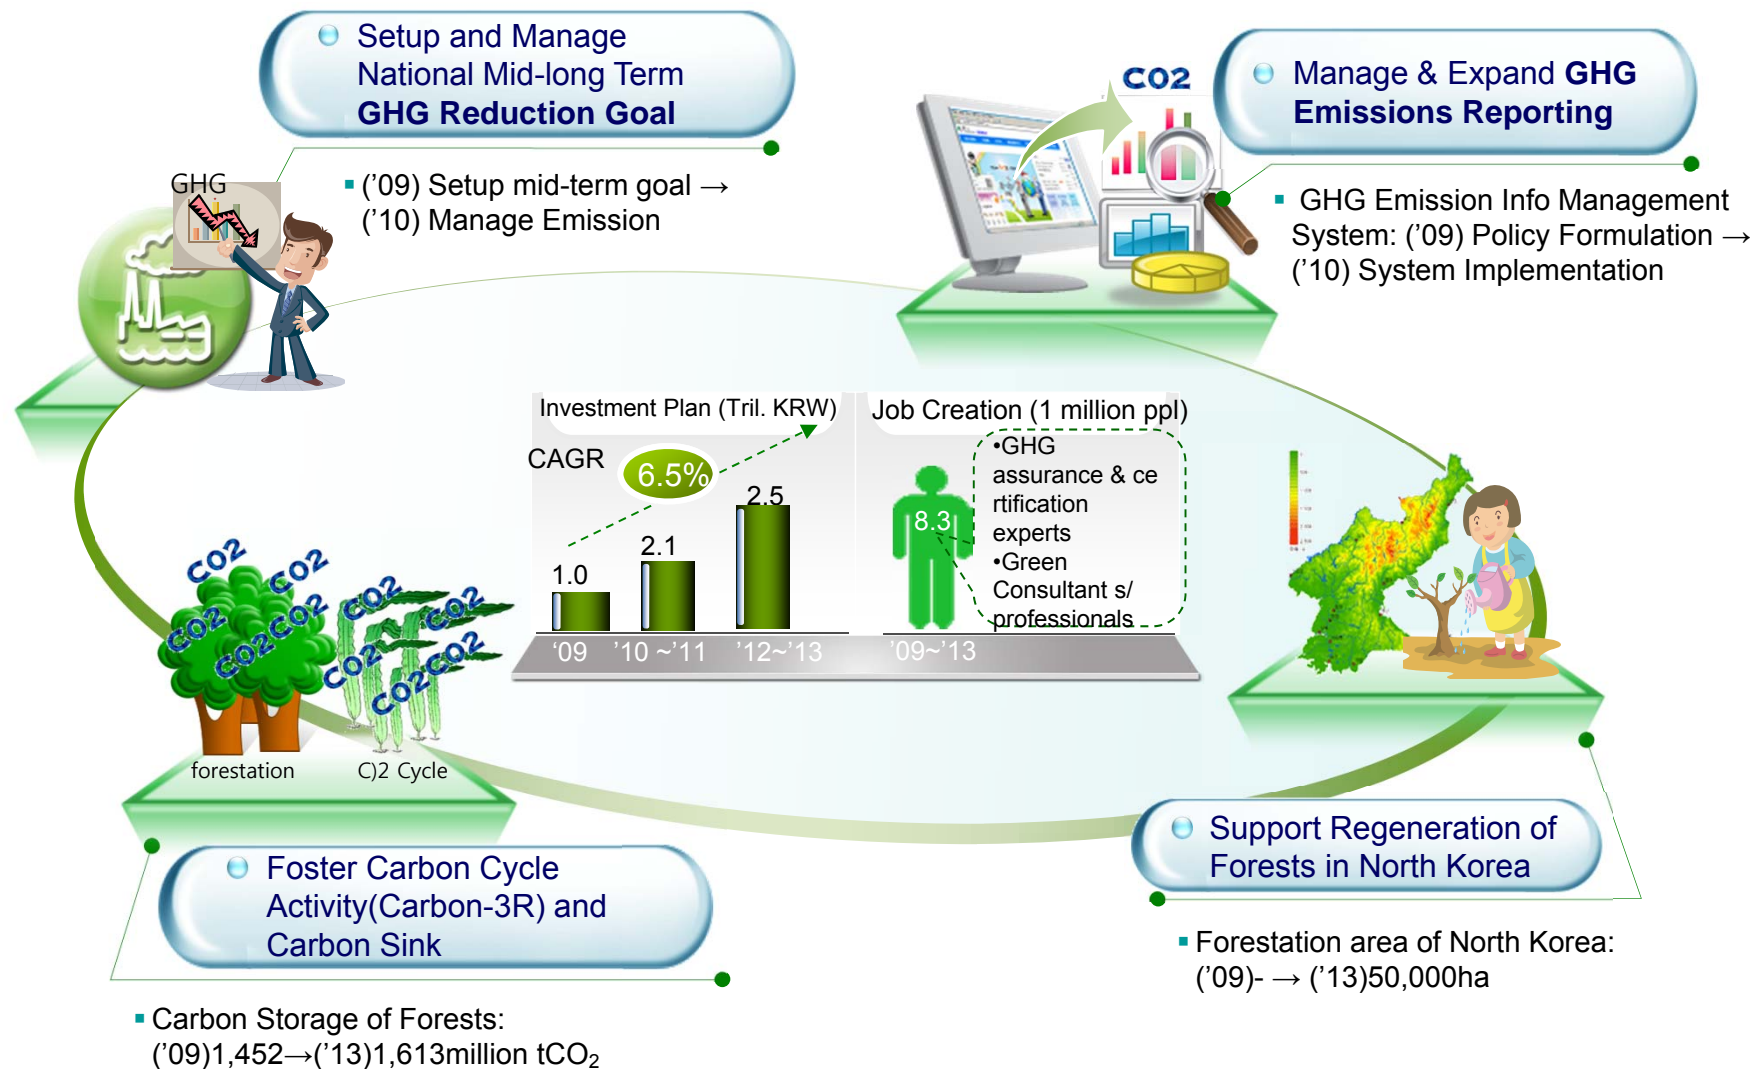 Setup and Manage
National Mid-long Term
GHG Reduction Goal
GHG
▪ (’09) Setup mid-term goal →
(’10) Manage Emission
CO2
Manage & Expand GHG
Emissions Reporting
▪ GHG Emission Info Management
System: (’09) Policy Formulation →
(’10) System Implementation
Investment Plan (Tril. KRW)
CAGR
6.5%
1.0
2.1
2.5
‘09
’10 ~’11
’12~’13
Job Creation (1 million ppl)
8.3
•GHG
assurance & ce
rtification
experts
•Green
Consultant s/
professionals
’09~’13
CO2
CO2
CO2
CO2
CO2
CO2
CO2
CO2
CO2
CO2
forestation
C)2 Cycle
Foster Carbon Cycle
Activity(Carbon-3R) and
Carbon Sink
▪ Carbon Storage of Forests:
(’09)1,452→(’13)1,613million tCO₂
Support Regeneration of
Forests in North Korea
▪ Forestation area of North Korea:
(’09)- → (’13)50,000ha